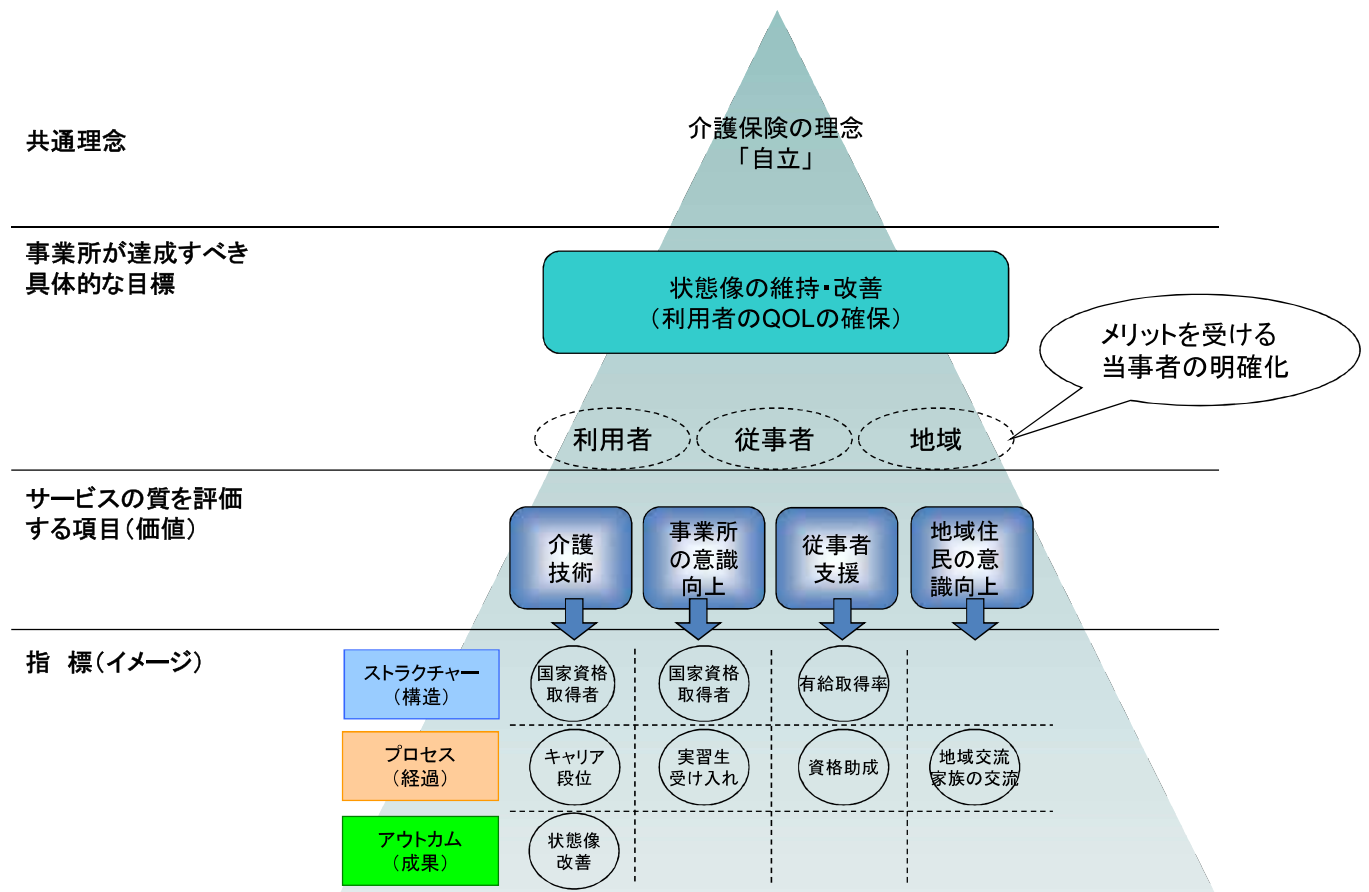 共通理念
介護保険の理念
「自立」
事業所が達成すべき
具体的な目標
状態像の維持・改善
（利用者のQOLの確保）
メリットを受ける
当事者の明確化
利用者
従事者
地域
サービスの質を評価
する項目（価値）
介護
技術
事業所
の意識
向上
従事者
支援
地域住
民の意
識向上
指　標（イメージ）
ストラクチャー
（構造）
国家資格
取得者
国家資格
取得者
有給取得率
プロセス
（経過）
キャリア
段位
実習生
受け入れ
資格助成
地域交流
家族の交流
アウトカム
（成果）
状態像
改善